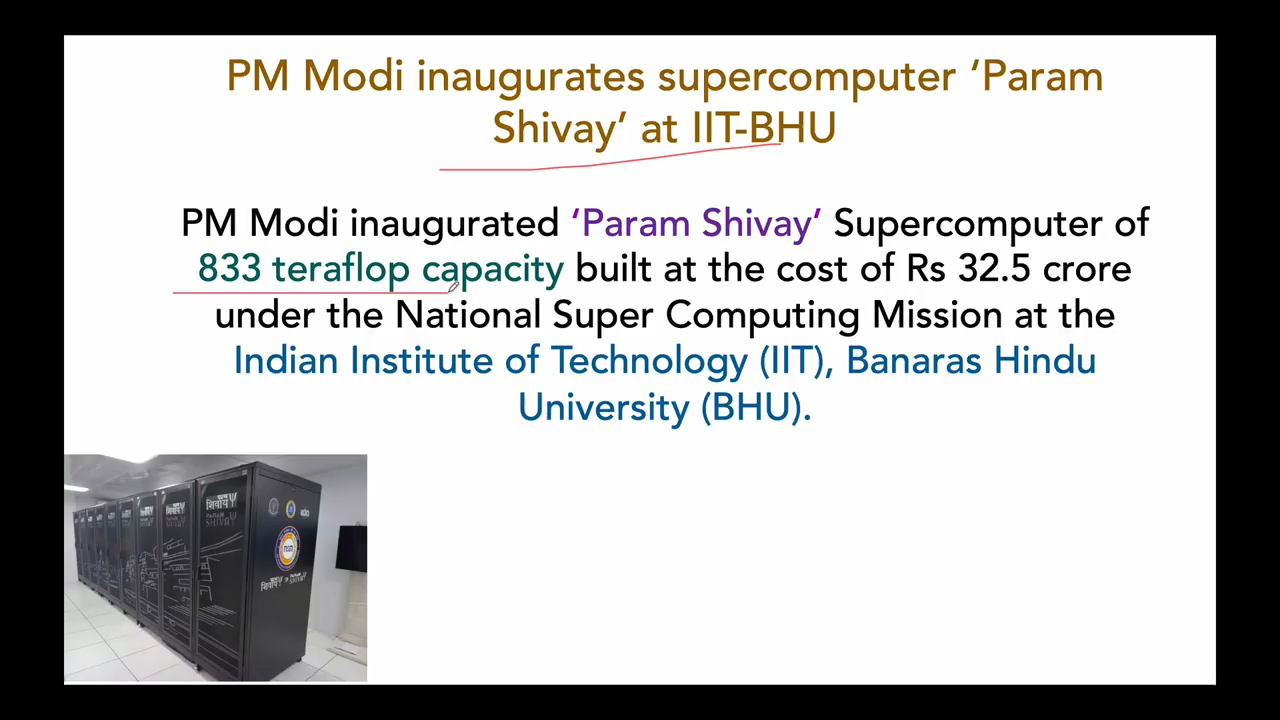 PM Modi inaugurates supercomputer ‘Param
Shivay’ at IIT-BHU
PM Modi inaugurated ‘Param Shivay’ Supercomputer of
833 teraflop capacity built at the cost of Rs 32.5 crore
under the National Super Computing Mission at the
Indian Institute of Technology (IIT), Banaras Hindu
University (BHU).
शिवाय
SHIVAY